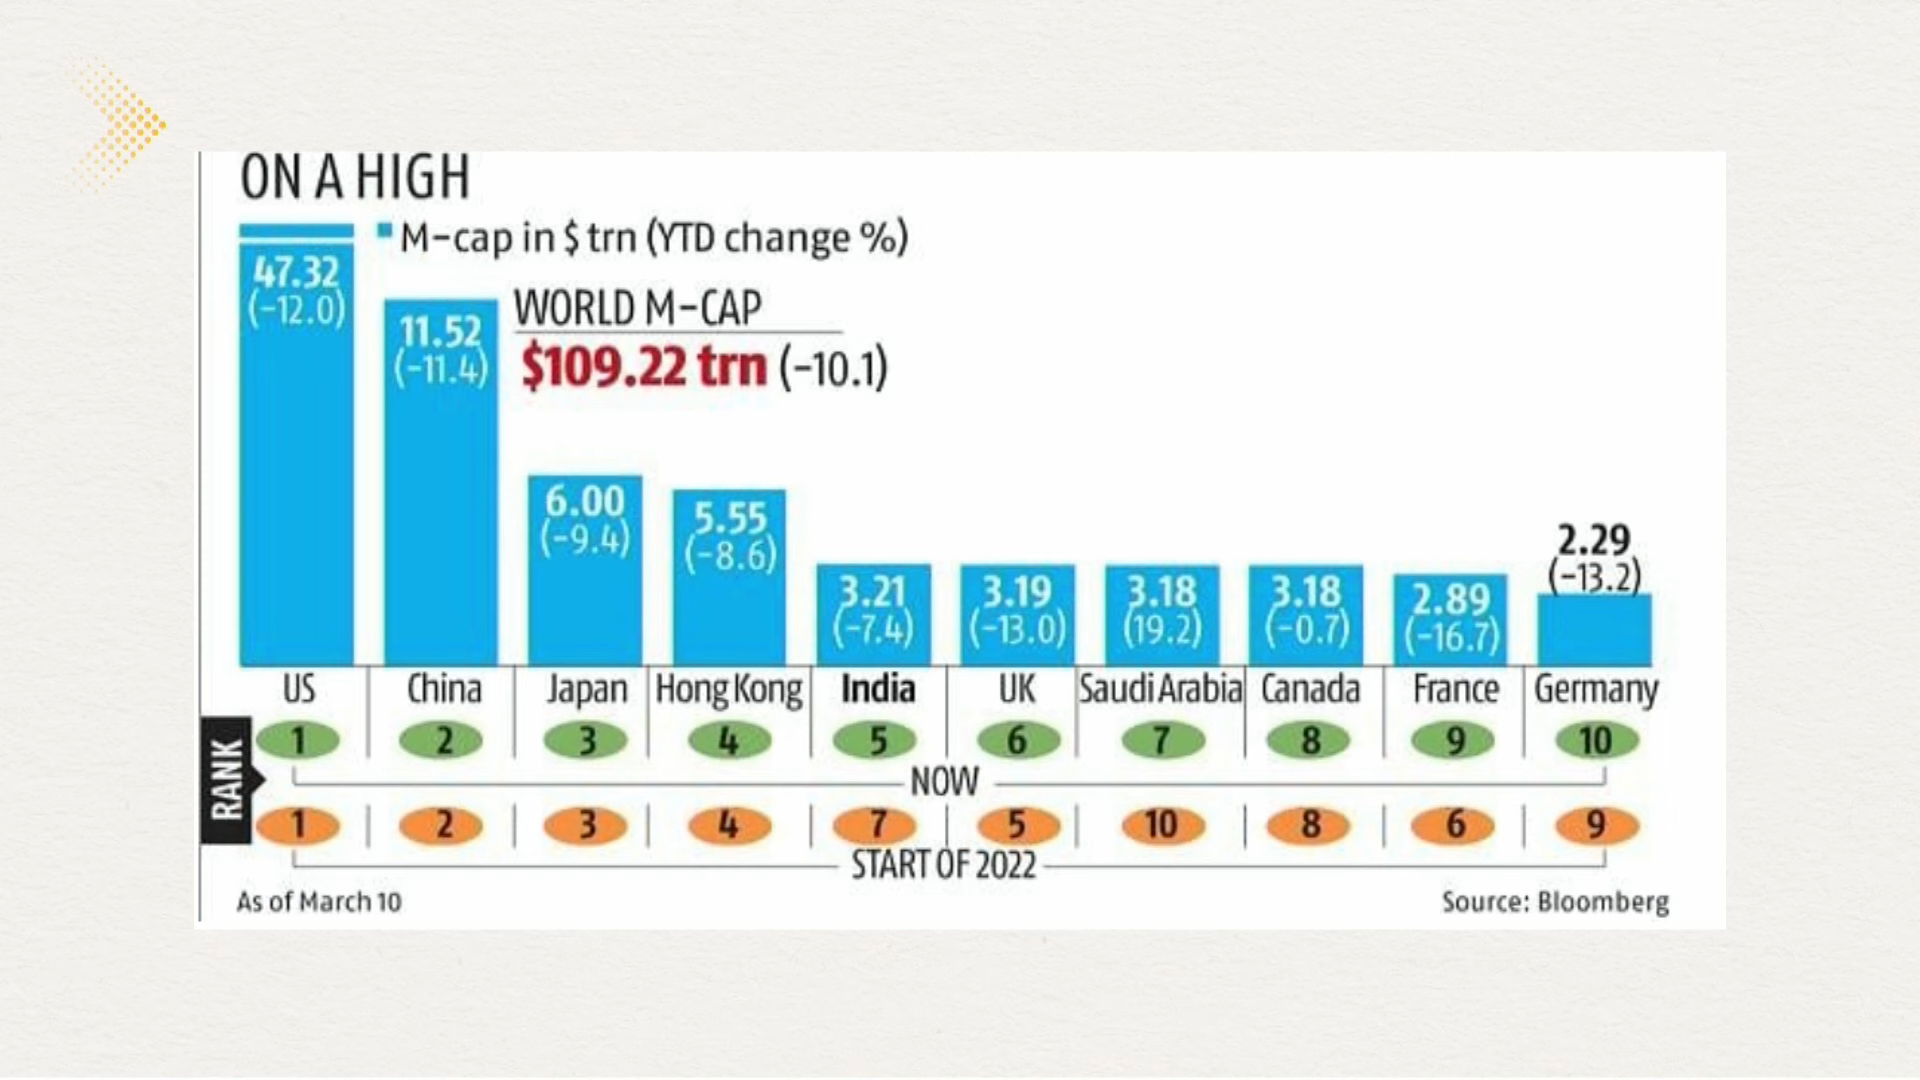 ON A HIGH
M-cap in $ trn (YTD change %)
WORLD M-CAP
$109.22 trn (-10.1)
47.32
(-12.0)
11.52
(-11.4)
6.00
(-9.4)
5.55
(-8.6)
3.21
(-7.4)
3.19
(-13.0)
3.18
(19.2)
3.18
(-0.7)
2.89
(-16.7)
2.29
(-13.2)
US China Japan Hong Kong India UK Saudi Arabia Canada France Germany
RANK
1 2 3 4 5 6 7 8 9 10
NOW
1 2 3 4 7 5 10 8 6 9
START OF 2022
As of March 10
Source: Bloomberg